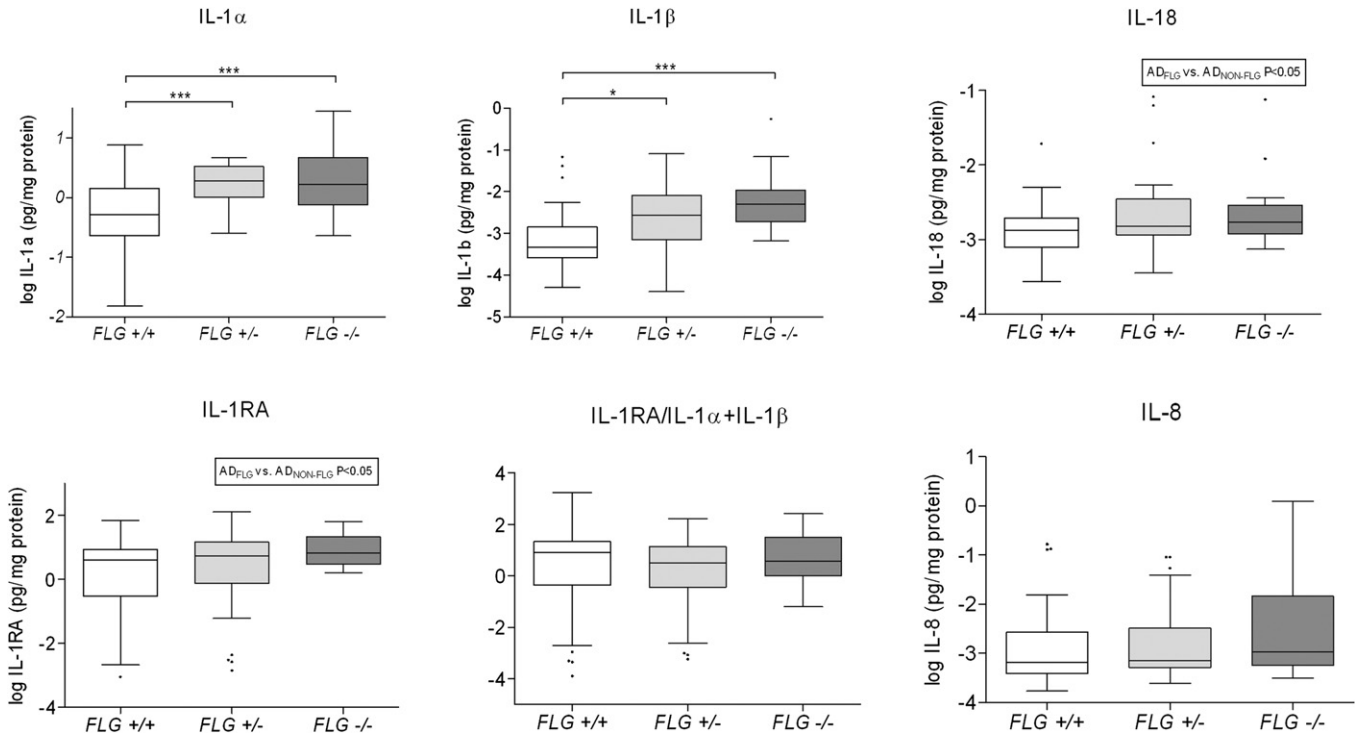 IL-1α
***
***
log IL-1a (pg/mg protein)
1
0
-1
-2
FLG +/+
FLG +/-
FLG -/-
IL-1β
***
*
log IL-1b (pg/mg protein)
0
-1
-2
-3
-4
-5
FLG +/+
FLG +/-
FLG -/-
IL-18
ADFLG vs. ADNON-FLG P<0.05
log IL-18 (pg/mg protein)
-1
-2
-3
-4
FLG +/+
FLG +/-
FLG -/-
IL-1RA
ADFLG vs. ADNON-FLG P<0.05
log IL-1RA (pg/mg protein)
2
0
-2
-4
FLG +/+
FLG +/-
FLG -/-
IL-1RA/IL-1α+IL-1β
4
2
0
-2
-4
FLG +/+
FLG +/-
FLG -/-
IL-8
log IL-8 (pg/mg protein)
1
0
-1
-2
-3
-4
FLG +/+
FLG +/-
FLG -/-